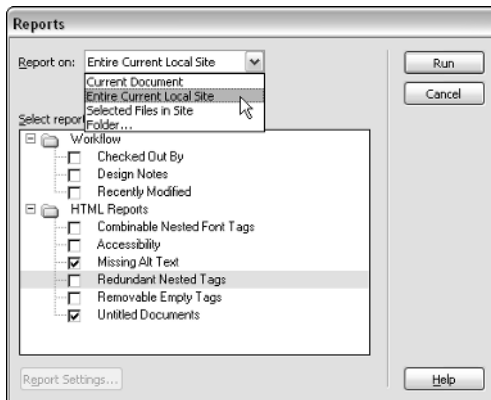 Reports
Report on: Entire Current Local Site
Run
Current Document
Entire Current Local Site
Cancel
Selected Files in Site
Folder...
Select repor
Workflow
Checked Out By
Design Notes
Recently Modified
HTML Reports
Combinable Nested Font Tags
Accessibility
Missing Alt Text
Redundant Nested Tags
Removable Empty Tags
Untitled Documents
Report Settings...
Help